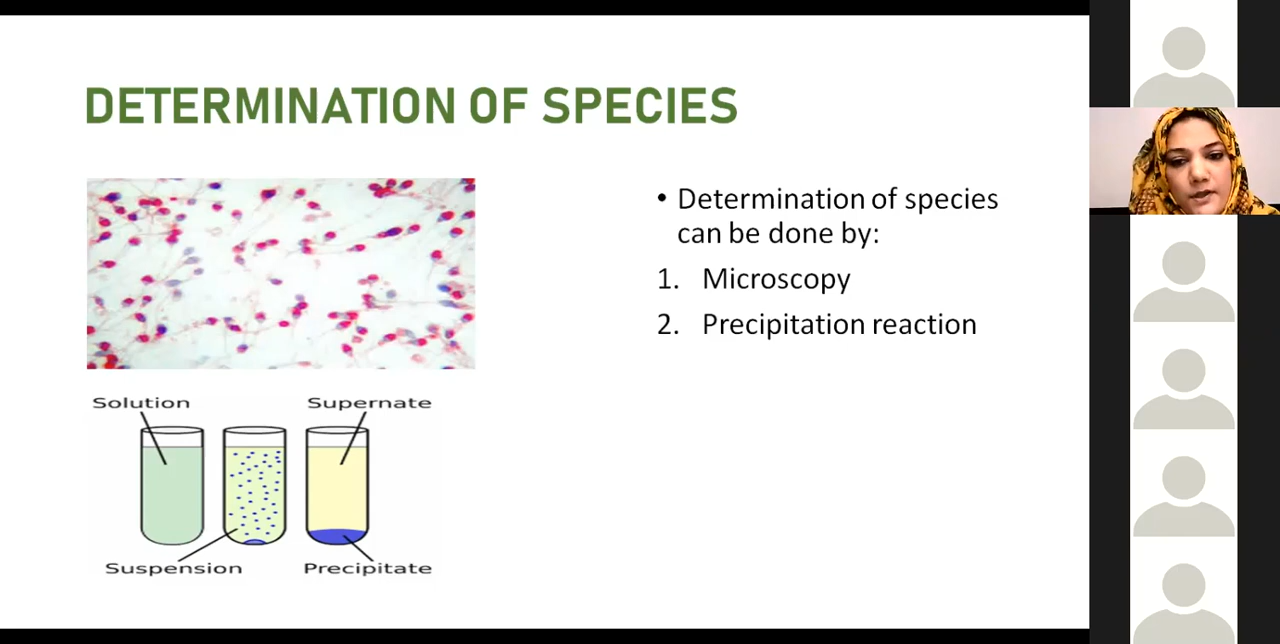 DETERMINATION OF SPECIES
• Determination of species
can be done by:
1. Microscopy
2. Precipitation reaction
Solution
Supernate
Suspension
Precipitate